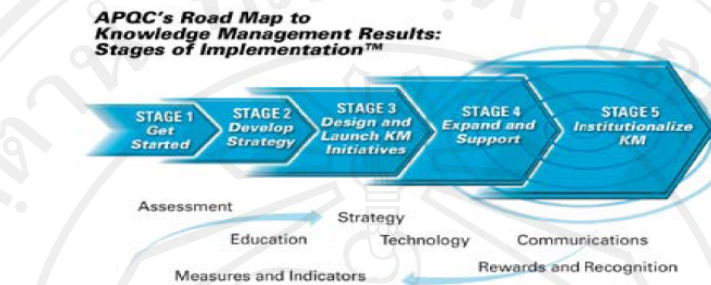 APQC's Road Map to
Knowledge Management Results:
Stages of Implementation™
STAGE 1
Get
Started
STAGE 2
Develop
Strategy
STAGE 3
Design and
Launch KM
Initiatives
STAGE 4
Expand and
Support
STAGE 5
Institutionalize
KM
Assessment
Strategy
Education
Technology
Communications
Measures and Indicators
Rewards and Recognition